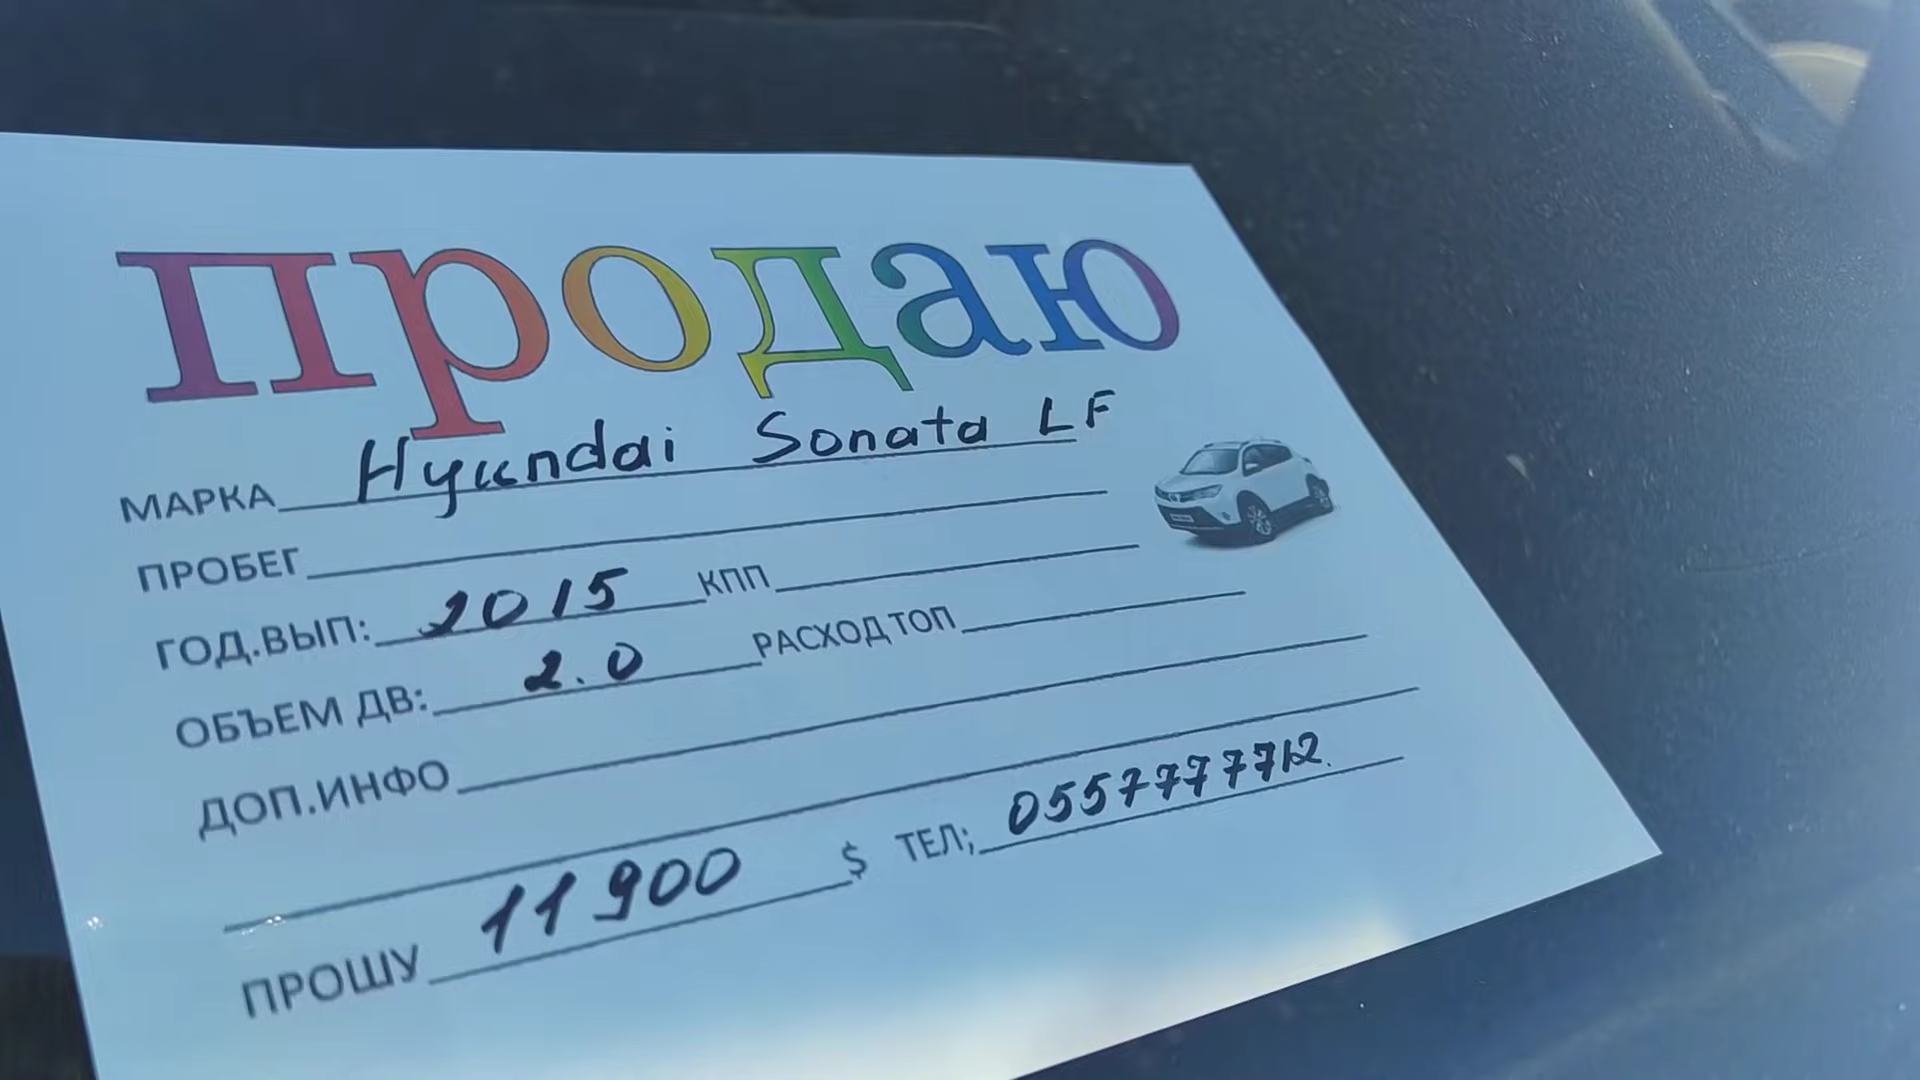 продаю
МАРКА Hyundai Sonata LF
ПРОБЕГ
ГОД.ВЫП: 2015 КПП
ОБЪЕМ ДВ: 2.0 РАСХОД ТОП
ДОП.ИНФО
ПРОШУ 11900 $ ТЕЛ; 0557777712